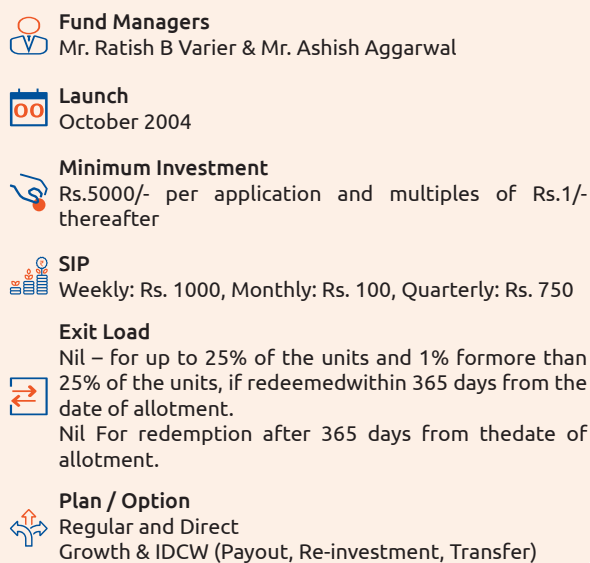 Fund Managers
Mr. Ratish B Varier & Mr. Ashish Aggarwal
Launch
00
October 2004
Minimum Investment
Rs.5000/- per application and multiples of Rs.1/-
thereafter
SIP
Weekly: Rs. 1000, Monthly: Rs. 100, Quarterly: Rs. 750
Exit Load
Nil – for up to 25% of the units and 1% formore than
25% of the units, if redeemedwithin 365 days from the
date of allotment.
Nil For redemption after 365 days from thedate of
allotment.
Plan / Option
Regular and Direct
Growth & IDCW (Payout, Re-investment, Transfer)